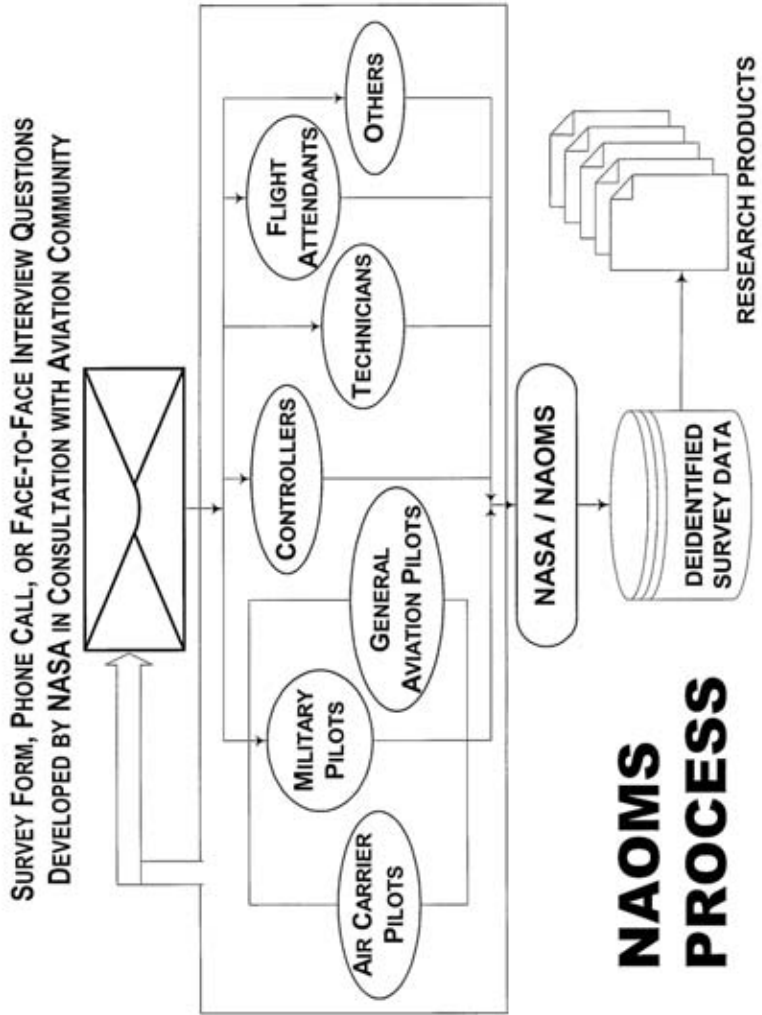 SURVEY FORM, PHONE CALL, OR FACE-TO-FACE INTERVIEW QUESTIONS
DEVELOPED BY NASA IN CONSULTATION WITH AVIATION COMMUNITY
AIR CARRIER
PILOTS
MILITARY
PILOTS
GENERAL
AVIATION PILOTS
CONTROLLERS
TECHNICIANS
FLIGHT
ATTENDANTS
OTHERS
NASA / NAOMS
DEIDENTIFIED
SURVEY DATA
RESEARCH PRODUCTS
NAOMS
PROCESS